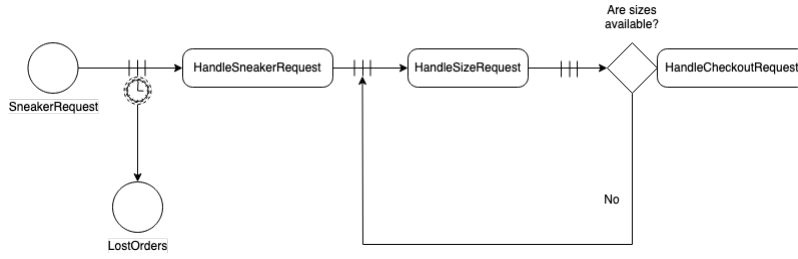 Are sizes
available?
HandleSneakerRequest
HandleSizeRequest
HandleCheckoutRequest
SneakerRequest
No
LostOrders